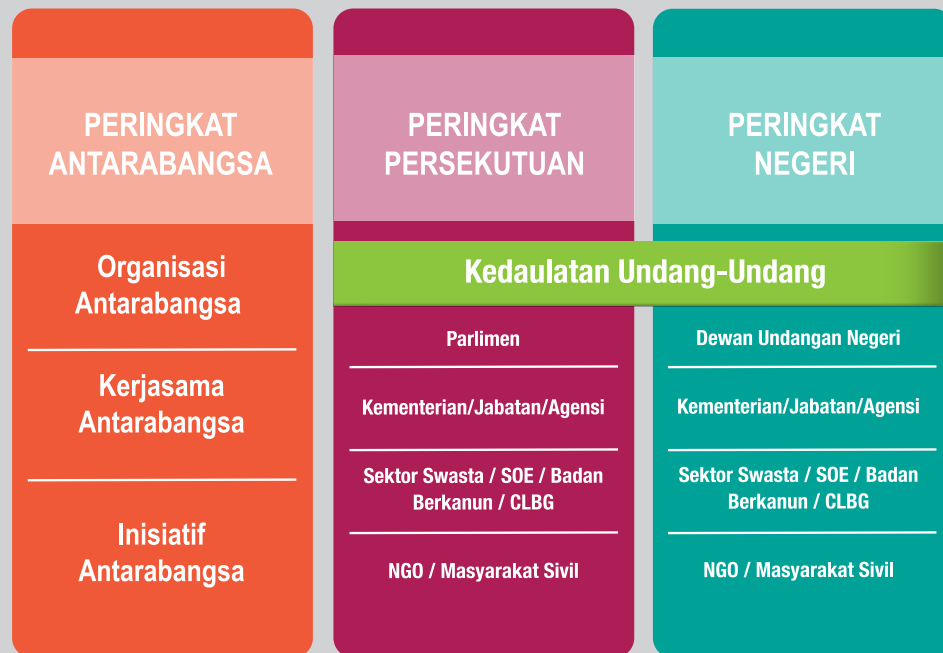 PERINGKAT
ANTARABANGSA
Organisasi
Antarabangsa
Kerjasama
Antarabangsa
Inisiatif
Antarabangsa
PERINGKAT
PERSEKUTUAN
PERINGKAT
NEGERI
Kedaulatan Undang-Undang
Parlimen
Kementerian/Jabatan/Agensi
Sektor Swasta / SOE / Badan
Berkanun / CLBG
NGO / Masyarakat Sivil
Dewan Undangan Negeri
Kementerian/Jabatan/Agensi
Sektor Swasta / SOE / Badan
Berkanun / CLBG
NGO / Masyarakat Sivil